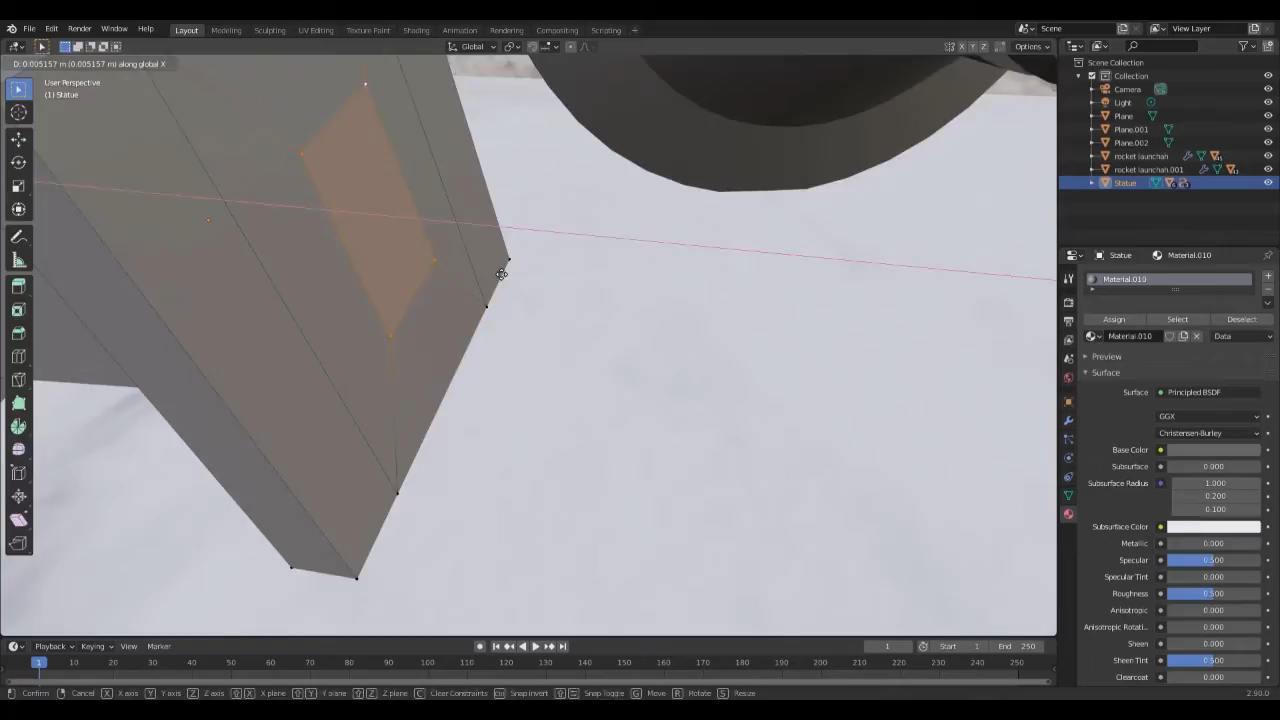 File Edit Render Window Help Layout Modeling Sculpting UV Editing Texture Paint Shading Animation Rendering Compositing Scripting + Scene View Layer
Global X Y Z Options
D: 0.005157 m (0.005157 m) along global X
User Perspective
(1) Statue
Scene Collection
Collection
Camera
Light
Plane
Plane.001
Plane.002
rocket launchah
rocket launchah.001
Statue
Statue Material.010
Material.010
Assign Select Deselect
Material.010 Data
Preview
Surface
Surface Principled BSDF
GGX
Christensen-Burley
Base Color
Subsurface 0.000
Subsurface Radius 1.000
0.200
0.100
Subsurface Color
Metallic 0.000
Specular 0.500
Specular Tint 0.000
Roughness 0.500
Anisotropic 0.000
Anisotropic Rotati... 0.000
Sheen 0.000
Sheen Tint 0.500
Clearcoat 0.000
Playback Keying View Marker 1 Start 1 End 250
1 10 20 30 40 50 60 70 80 90 100 110 120 130 140 150 160 170 180 190 200 210 220 230 240 250
Confirm Cancel X X axis Y Y axis Z Z axis X X plane Y Y plane Z Z plane C Clear Constraints Snap Invert Snap Toggle G Move R Rotate S Resize 2.90.0